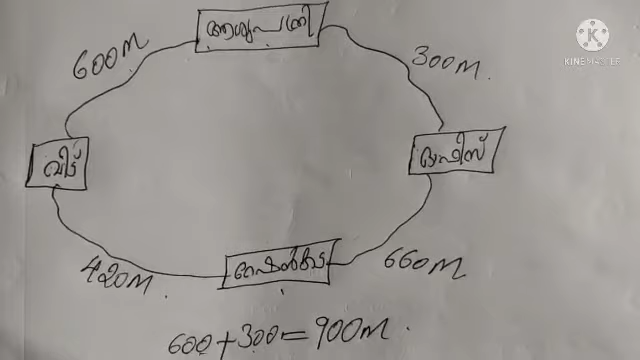 ആശുപത്രി
K
KINEMASTER
600m
300m.
വീട്
ഓഫീസ്
420m.
660m
600+300=900m.